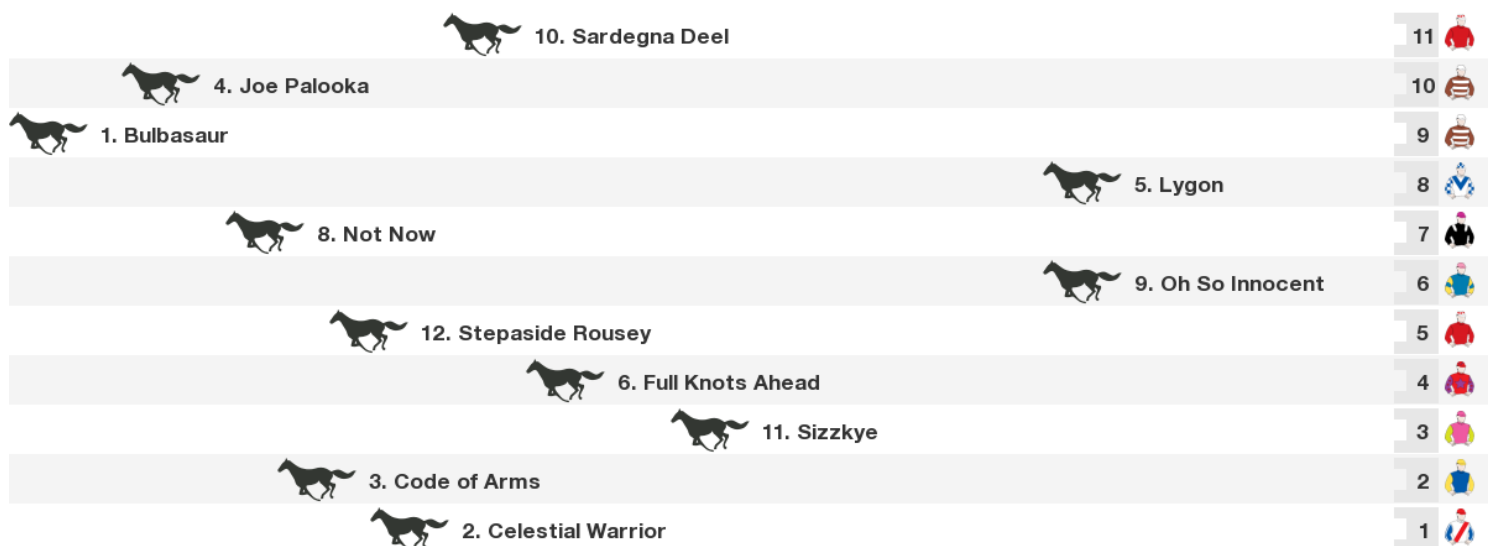 10. Sardegna Deel 11
4. Joe Palooka 10
1. Bulbasaur 9
5. Lygon 8
8. Not Now 7
9. Oh So Innocent 6
12. Stepaside Rousey 5
6. Full Knots Ahead 4
11. Sizzkye 3
3. Code of Arms 2
2. Celestial Warrior 1